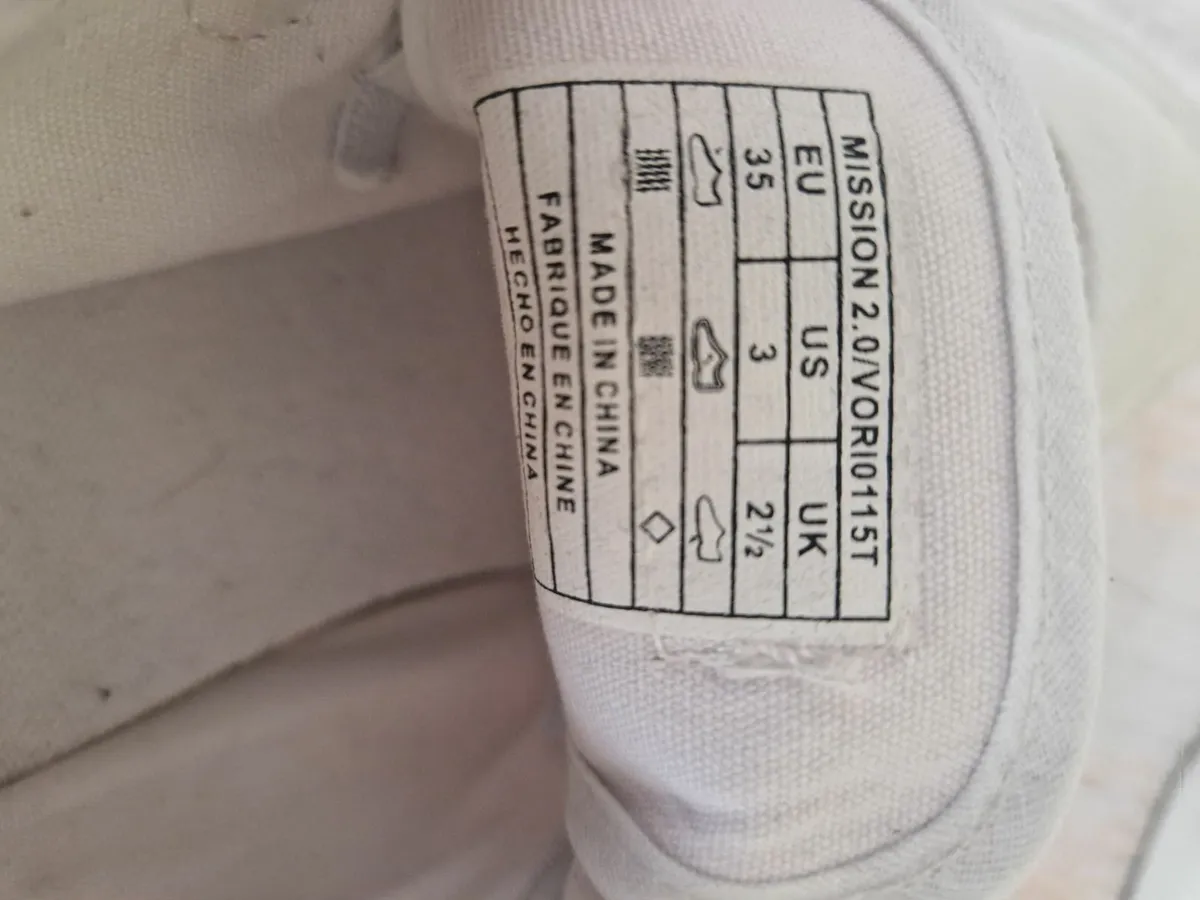 MISSSION 2.0/VORI0115T
EU US UK
35 3 2½
MADE IN CHINA
FABRIQUE EN CHINE
HECHO EN CHINA